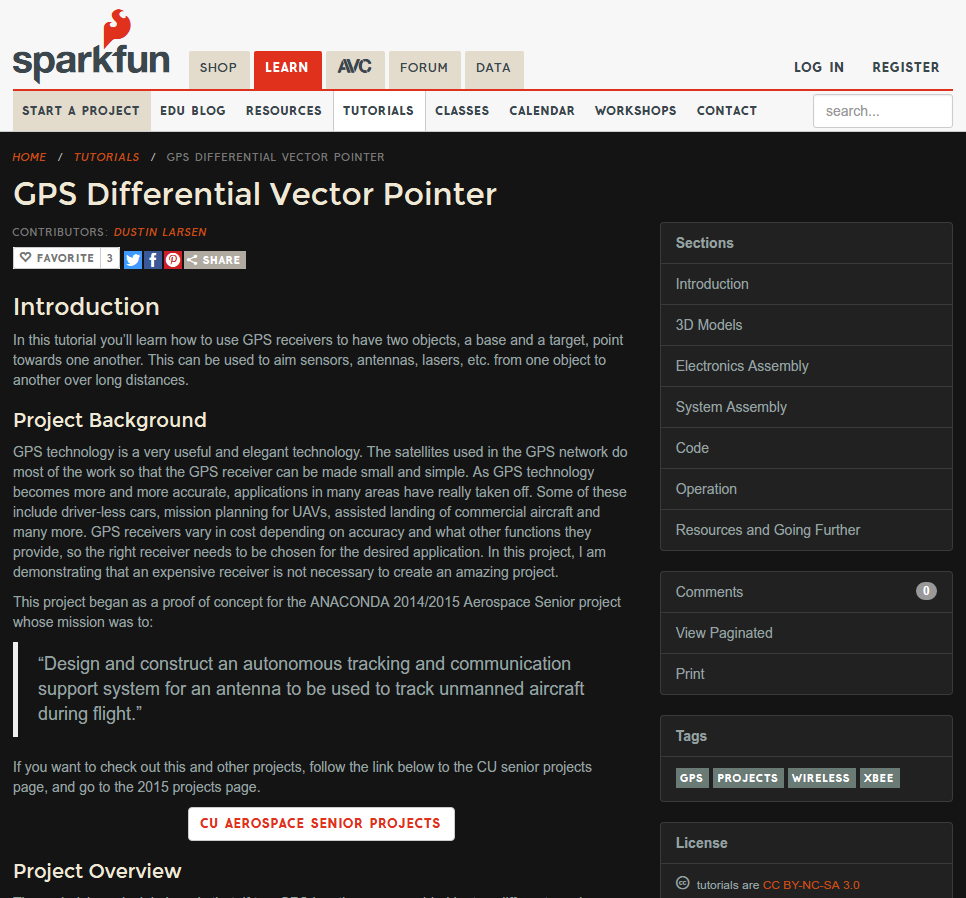 sparkfun
SHOP
LEARN
AVC
FORUM
DATA
LOG IN
REGISTER
START A PROJECT
EDU BLOG
RESOURCES
TUTORIALS
CLASSES
CALENDAR
WORKSHOPS
CONTACT
search...
HOME / TUTORIALS / GPS DIFFERENTIAL VECTOR POINTER
GPS Differential Vector Pointer
CONTRIBUTORS: DUSTIN LARSEN
FAVORITE 3
SHARE
Introduction
In this tutorial you'll learn how to use GPS receivers to have two objects, a base and a target, point
towards one another. This can be used to aim sensors, antennas, lasers, etc. from one object to
another over long distances.
Project Background
GPS technology is a very useful and elegant technology. The satellites used in the GPS network do
most of the work so that the GPS receiver can be made small and simple. As GPS technology
becomes more and more accurate, applications in many areas have really taken off. Some of these
include driver-less cars, mission planning for UAVs, assisted landing of commercial aircraft and
many more. GPS receivers vary in cost depending on accuracy and what other functions they
provide, so the right receiver needs to be chosen for the desired application. In this project, I am
demonstrating that an expensive receiver is not necessary to create an amazing project.
This project began as a proof of concept for the ANACONDA 2014/2015 Aerospace Senior project
whose mission was to:
“Design and construct an autonomous tracking and communication
support system for an antenna to be used to track unmanned aircraft
during flight.”
If you want to check out this and other projects, follow the link below to the CU senior projects
page, and go to the 2015 projects page.
CU AEROSPACE SENIOR PROJECTS
Project Overview
Sections
Introduction
3D Models
Electronics Assembly
System Assembly
Code
Operation
Resources and Going Further
Comments 0
View Paginated
Print
Tags
GPS PROJECTS WIRELESS XBEE
License
tutorials are CC BY-NC-SA 3.0